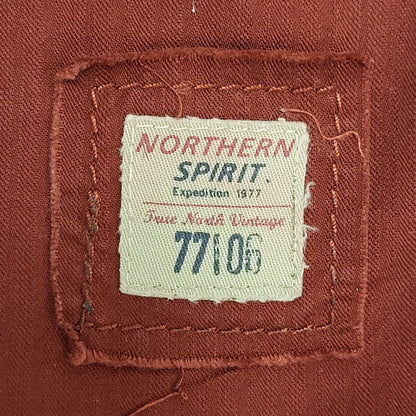 NORTHERN
SPIRIT.
Expedition 1977
True North Vintage
77106